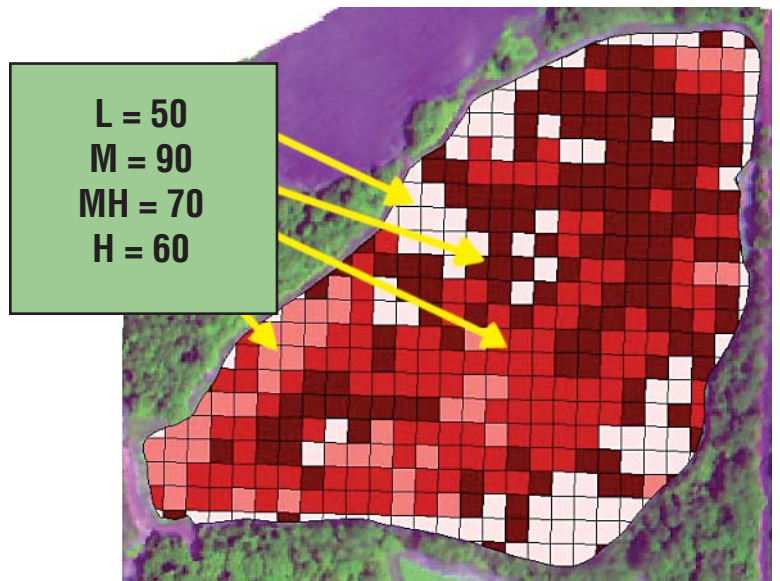 L = 50
M = 90
MH = 70
H = 60